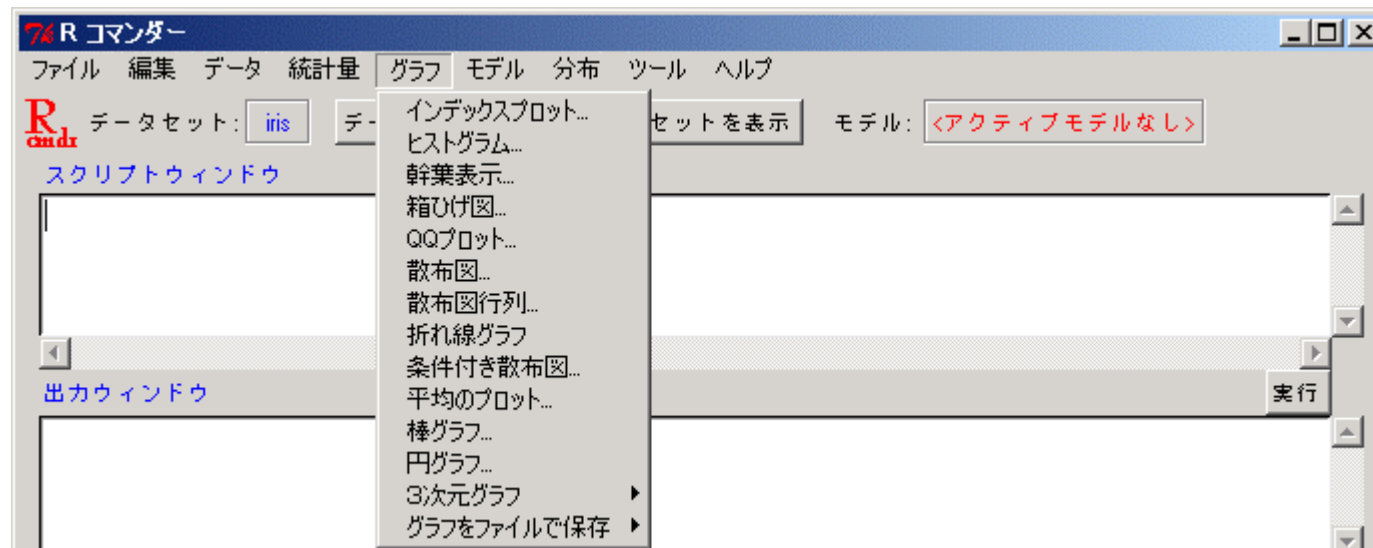 R コマンダー
ファイル 編集 データ 統計量 グラフ モデル 分布 ツール ヘルプ
R cmdr データセット: iris デー セットを表示 モデル: <アクティブモデルなし>
スクリプトウィンドウ
インデックスプロット...
ヒストグラム...
幹葉表示...
箱ひげ図...
QQプロット...
散布図...
散布図行列...
折れ線グラフ
条件付き散布図...
平均のプロット...
棒グラフ...
円グラフ...
3次元グラフ
グラフをファイルで保存
出力ウィンドウ
実行